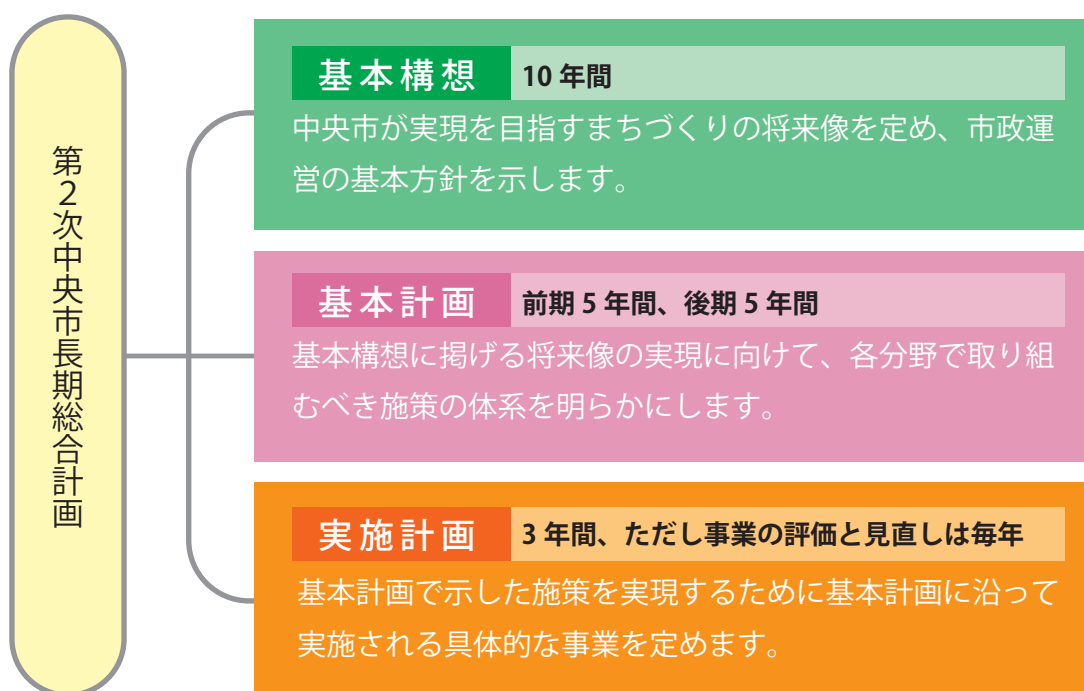 第2次中央市長期総合計画
基本構想 10年間
中央市が実現を目指すまちづくりの将来像を定め、市政運
営の基本方針を示します。
基本計画 前期5年間、後期5年間
基本構想に掲げる将来像の実現に向けて、各分野で取り組
むべき施策の体系を明らかにします。
実施計画 3年間、ただし事業の評価と見直しは毎年
基本計画で示した施策を実現するために基本計画に沿って
実施される具体的な事業を定めます。